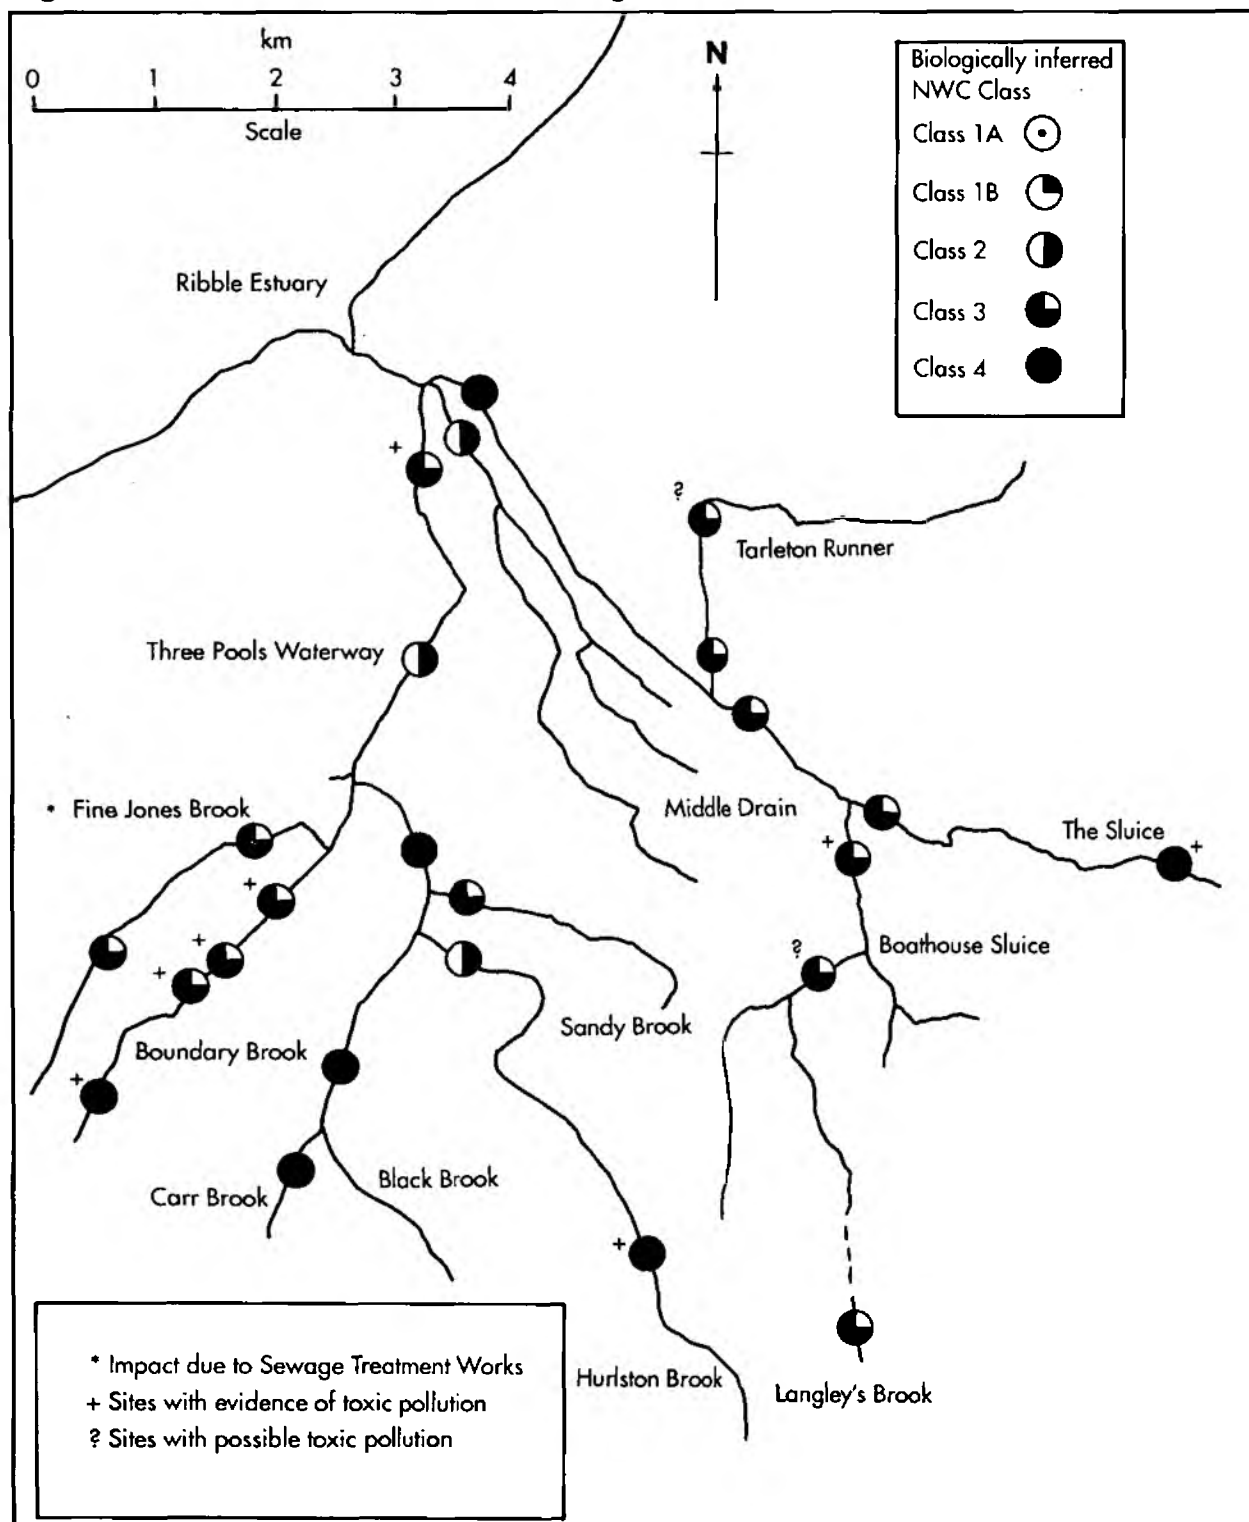 km
0 1 2 3 4
Scale
N
Biologically inferred
NWC Class
Class 1A
Class 1B
Class 2
Class 3
Class 4
Ribble Estuary
+
?
Tarleton Runner
Three Pools Waterway
* Fine Jones Brook
Middle Drain
The Sluice
+
+
+
+
?
Boathouse Sluice
+
Sandy Brook
Boundary Brook
+
Black Brook
Carr Brook
+
Hurlston Brook
Langley's Brook
* Impact due to Sewage Treatment Works
+ Sites with evidence of toxic pollution
? Sites with possible toxic pollution